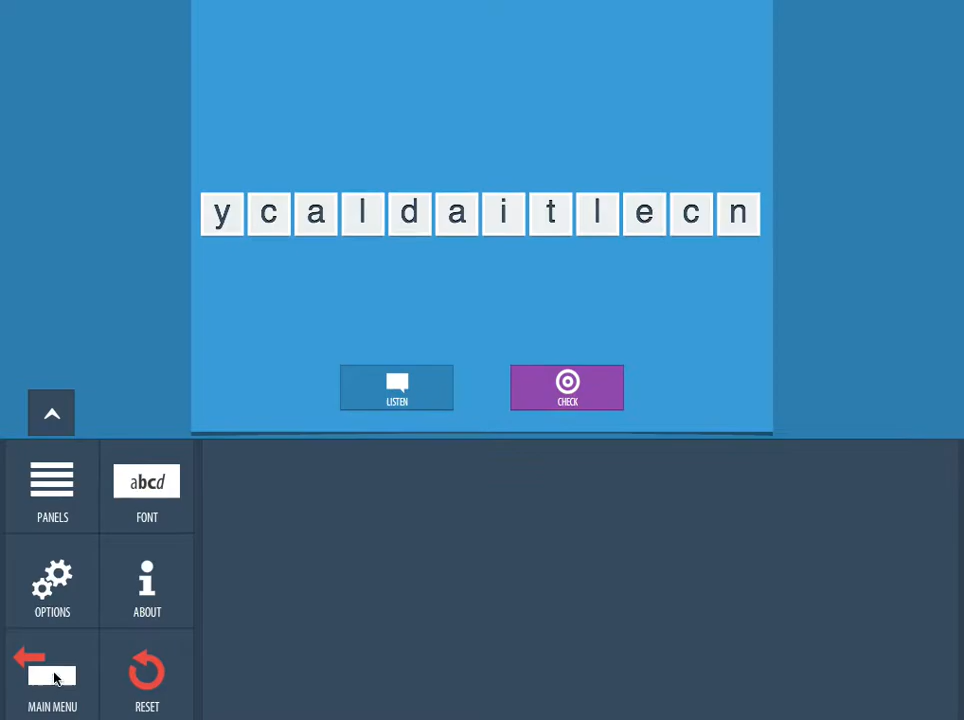 y c a l d a i t l e c n
LISTEN CHECK
abcd
PANELS FONT
OPTIONS ABOUT
MAIN MENU RESET